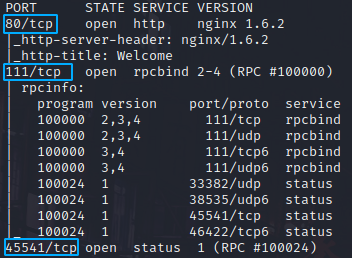 PORT      STATE SERVICE VERSION
80/tcp    open  http    nginx 1.6.2
|_http-server-header: nginx/1.6.2
|_http-title: Welcome
111/tcp   open  rpcbind 2-4 (RPC #100000)
| rpcinfo:
|   program version    port/proto  service
|   100000  2,3,4        111/tcp   rpcbind
|   100000  2,3,4        111/udp   rpcbind
|   100000  3,4          111/tcp6  rpcbind
|   100000  3,4          111/udp6  rpcbind
|   100024  1          33382/udp   status
|   100024  1          38535/udp6  status
|   100024  1          45541/tcp   status
|_  100024  1          46422/tcp6  status
45541/tcp open  status  1 (RPC #100024)